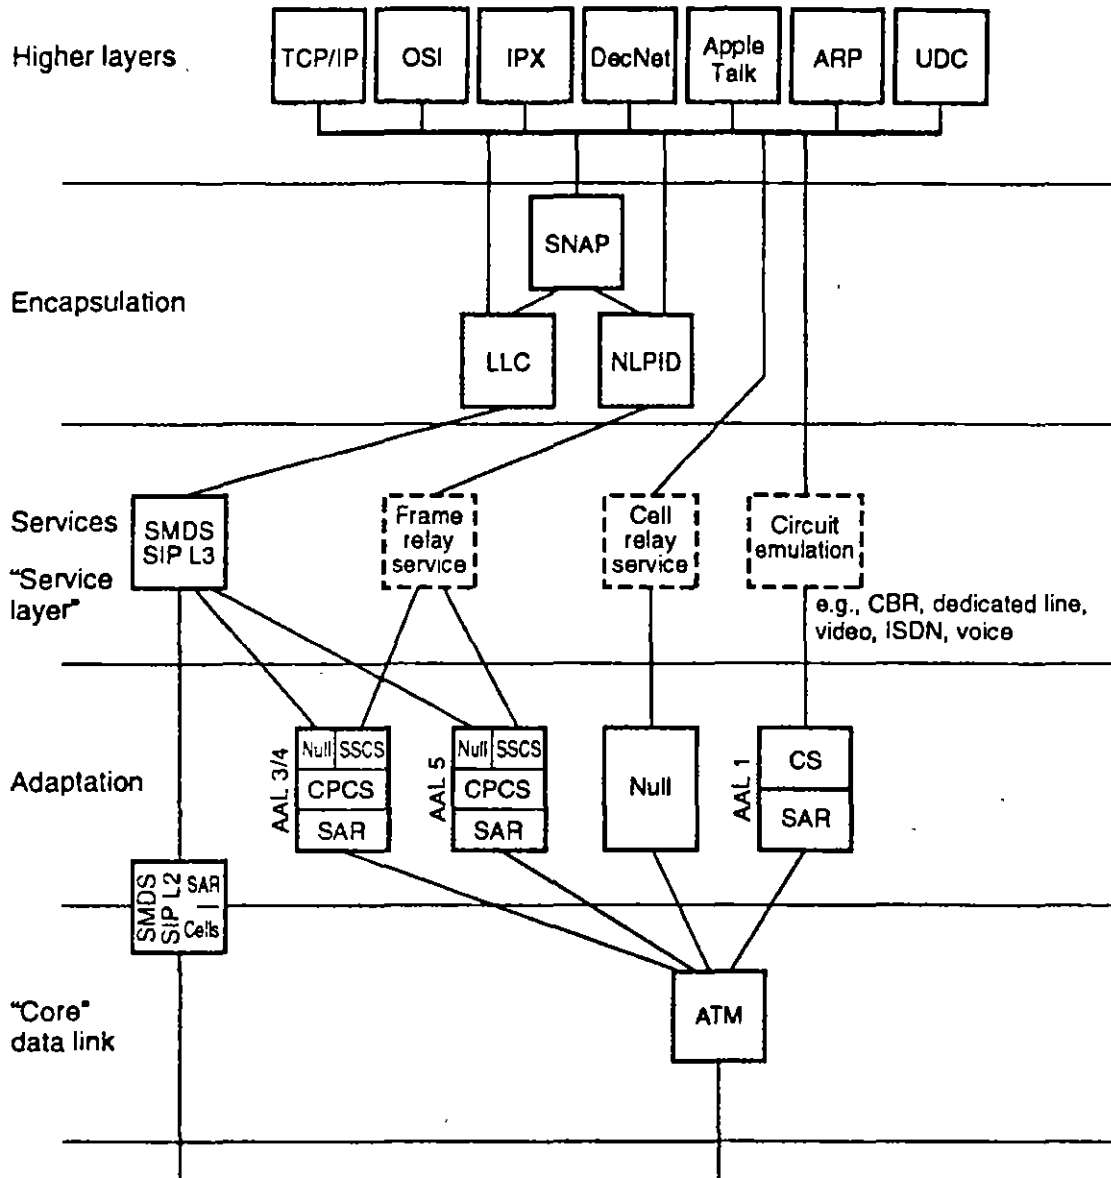 Higher layers
TCP/IP
OSI
IPX
DecNet
Apple
Talk
ARP
UDC
SNAP
Encapsulation
LLC
NLPID
Services
"Service
layer"
SMDS
SIP L3
Frame
relay
service
Cell
relay
service
Circuit
emulation
e.g., CBR, dedicated line,
video, ISDN, voice
Adaptation
AAL 3/4
Null
SSCS
CPCS
SAR
AAL 5
Null
SSCS
CPCS
SAR
Null
AAL 1
CS
SAR
SMDS
SIP L2
SAR
Cells
"Core"
data link
ATM